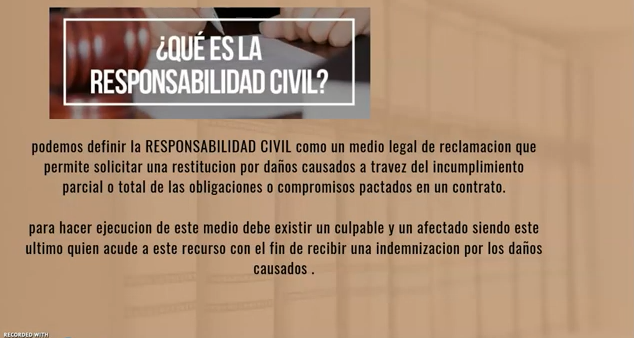 ¿QUÉ ES LA
RESPONSABILIDAD CIVIL?
podemos definir la RESPONSABILIDAD CIVIL como un medio legal de reclamacion que
permite solicitar una restitucion por daños causados a travez del incumplimiento
parcial o total de las obligaciones o compromisos pactados en un contrato.
para hacer ejecucion de este medio debe existir un culpable y un afectado siendo este
ultimo quien acude a este recurso con el fin de recibir una indemnizacion por los daños
causados .
RECORDED WITH